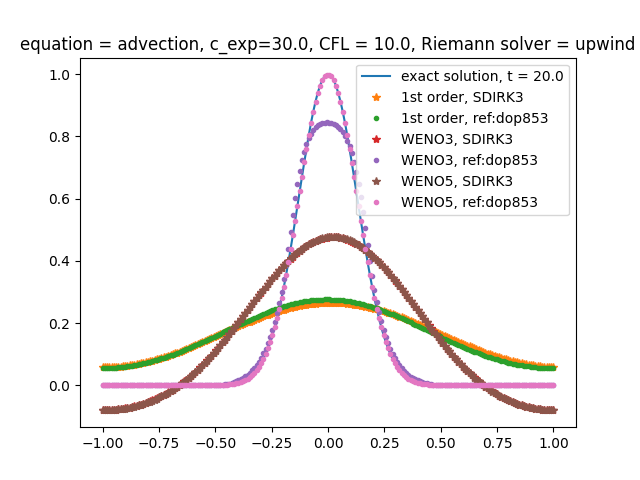 equation = advection, c_exp=30.0, CFL = 10.0, Riemann solver = upwind
exact solution, t = 20.0
1st order, SDIRK3
1st order, ref:dop853
WENO3, SDIRK3
WENO3, ref:dop853
WENO5, SDIRK3
WENO5, ref:dop853
1.0
0.8
0.6
0.4
0.2
0.0
−1.00 −0.75 −0.50 −0.25 0.00 0.25 0.50 0.75 1.00